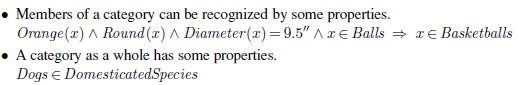 • Members of a category can be recognized by some properties.
Orange(x) ∧ Round(x) ∧ Diameter(x)=9.5″ ∧ x ∈ Balls ⇒ x ∈ Basketballs
• A category as a whole has some properties.
Dogs ∈ DomesticatedSpecies